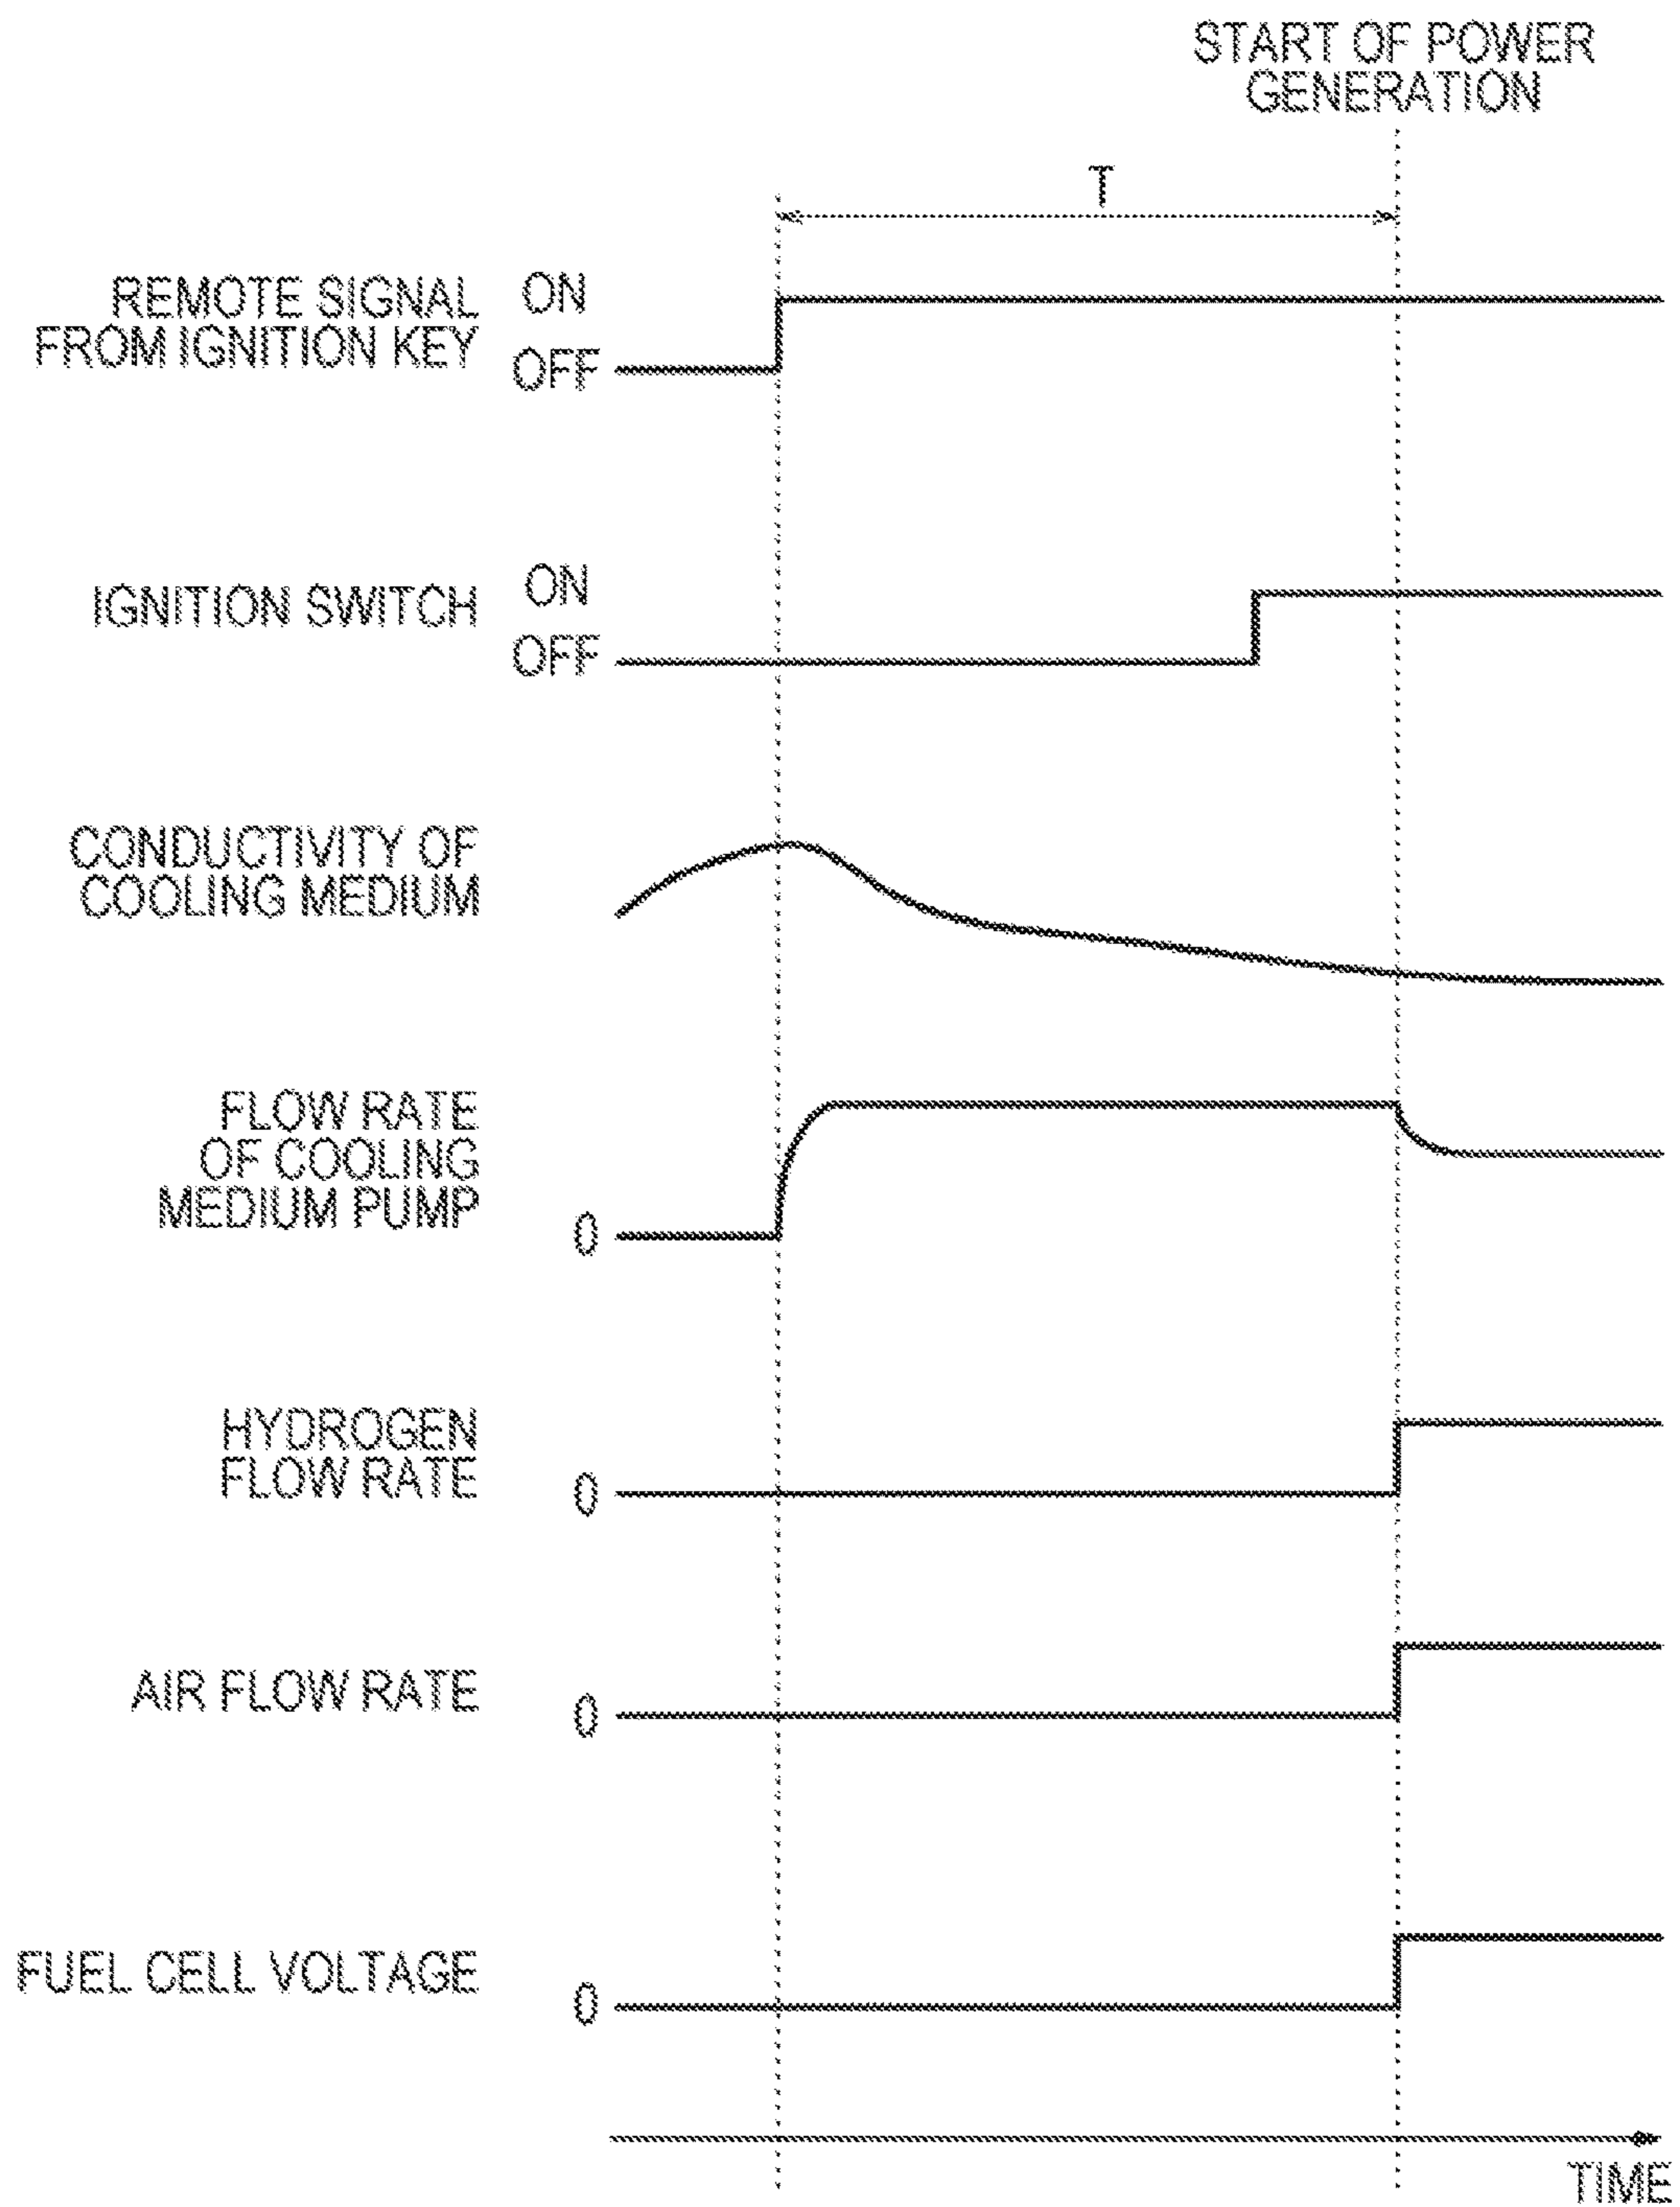 START OF POWER
GENERATION
T
REMOTE SIGNAL
FROM IGNITION KEY
ON
OFF
IGNITION SWITCH
ON
OFF
CONDUCTIVITY OF
COOLING MEDIUM
FLOW RATE
OF COOLING
MEDIUM PUMP
0
HYDROGEN
FLOW RATE
0
AIR FLOW RATE
0
FUEL CELL VOLTAGE
0
TIME